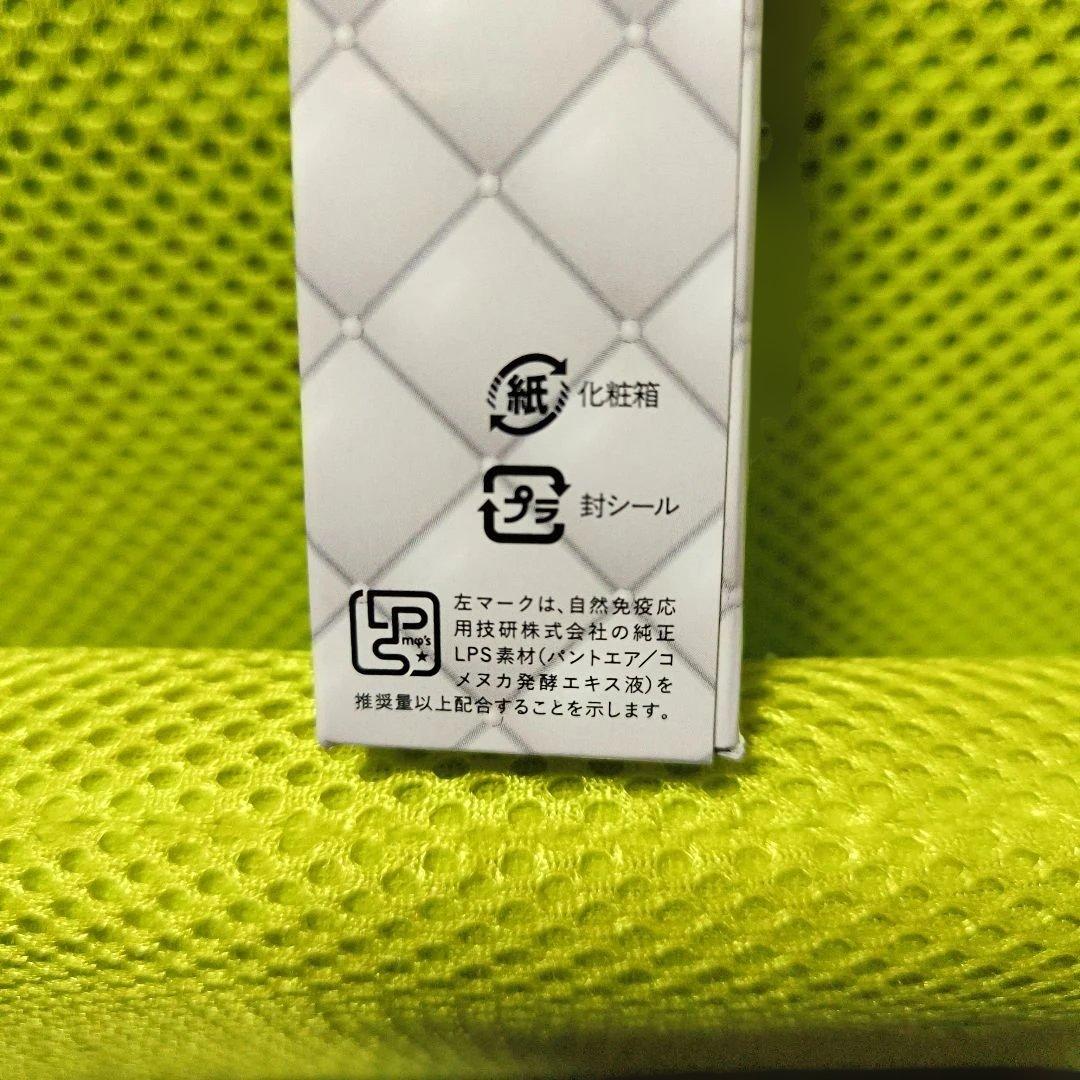 紙 化粧箱
プラ 封シール
LPS
mφ's
左マークは、自然免疫応
用技研株式会社の純正
LPS素材(パントエア/コ
メヌカ発酵エキス液)を
推奨量以上配合することを示します。